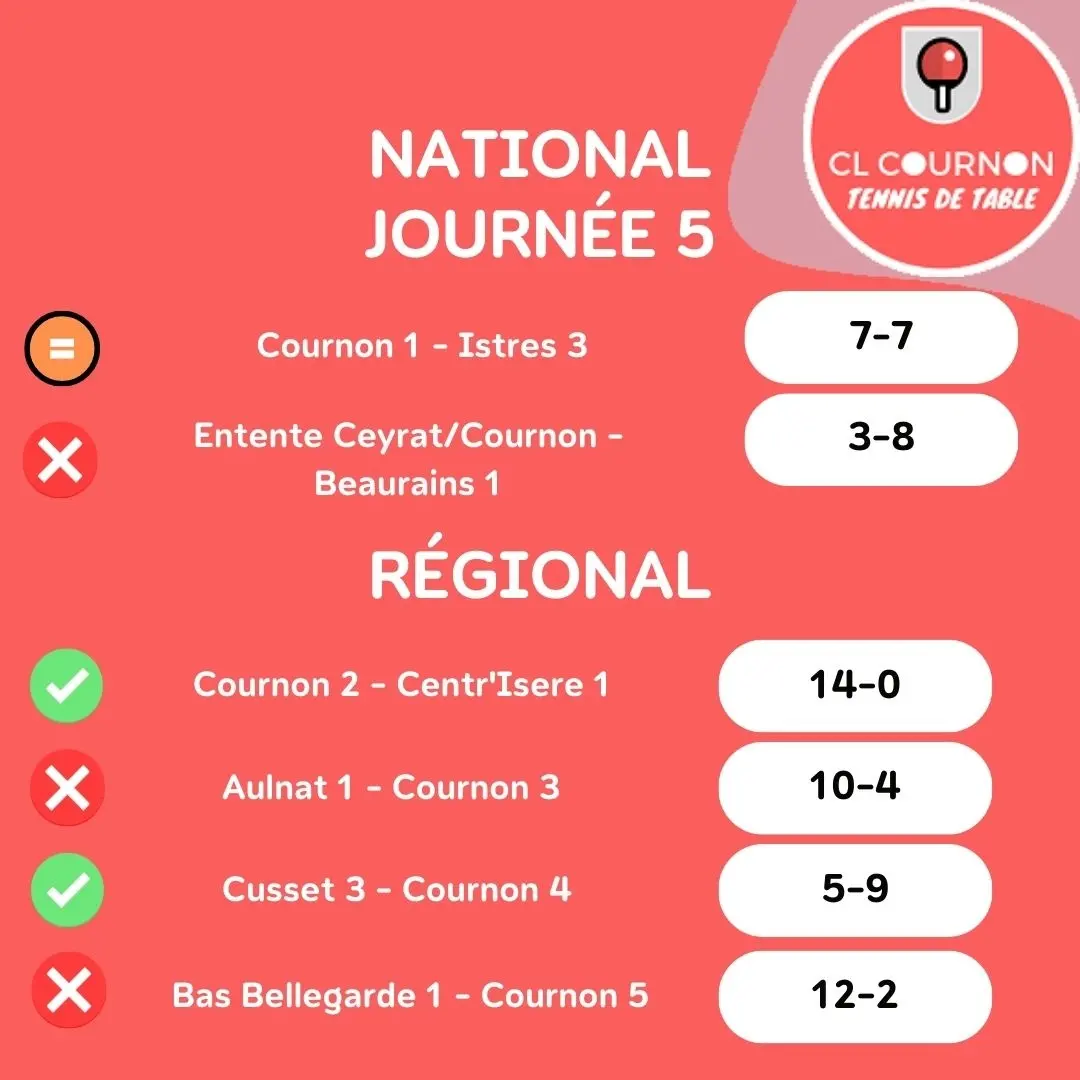 CL COURNON
TENNIS DE TABLE
NATIONAL
JOURNÉE 5
Cournon 1 - Istres 3
7-7
Entente Ceyrat/Cournon -
Beaurains 1
3-8
RÉGIONAL
Cournon 2 - Centr'Isere 1
14-0
Aulnat 1 - Cournon 3
10-4
Cusset 3 - Cournon 4
5-9
Bas Bellegarde 1 - Cournon 5
12-2